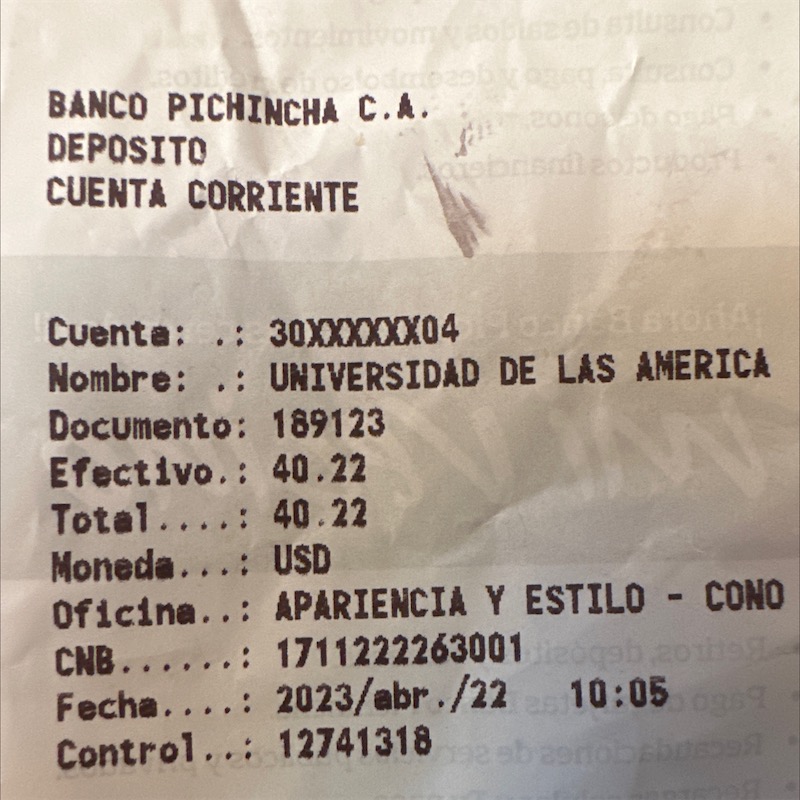 BANCO PICHINCHA C.A.
DEPOSITO
CUENTA CORRIENTE
Cuenta: .: 30XXXXXX04
Nombre: .: UNIVERSIDAD DE LAS AMERICA
Documento: 189123
Efectivo.: 40.22
Total....: 40.22
Moneda...: USD
Oficina..: APARIENCIA Y ESTILO - CONO
CNB......: 1711222263001
Fecha....: 2023/abr./22 10:05
Control..: 12741318